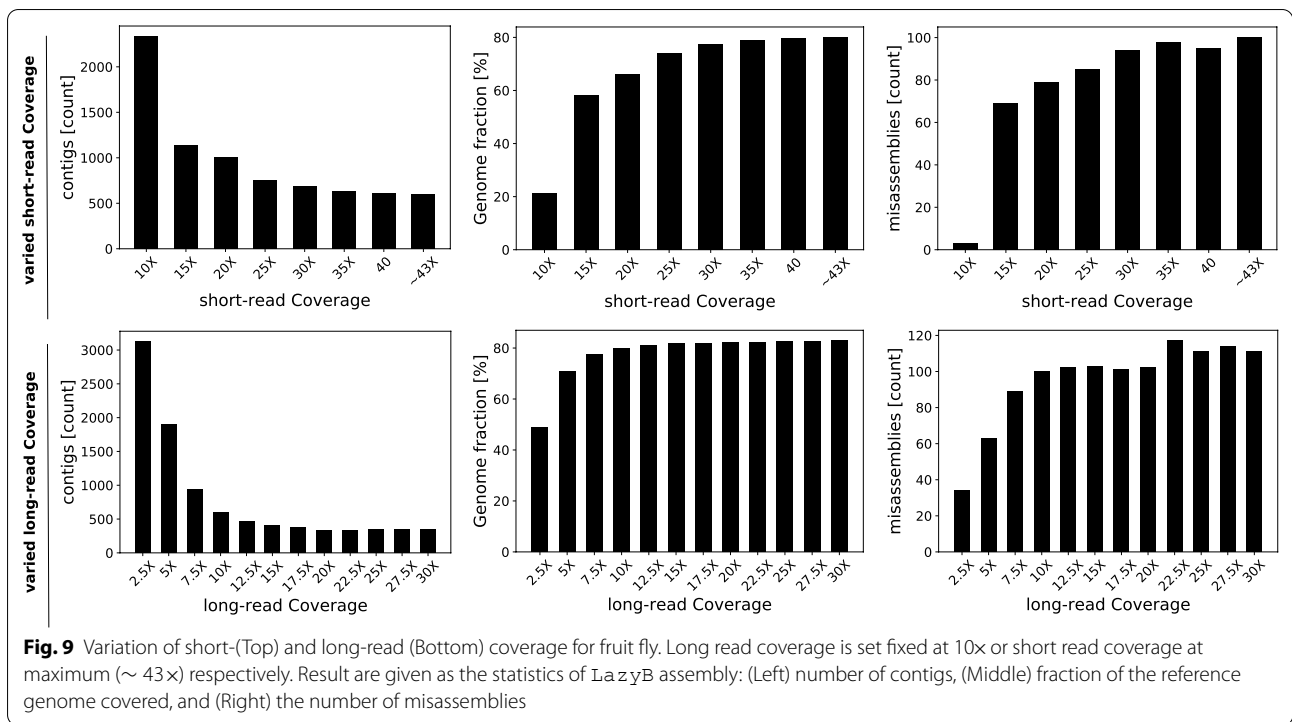 varied short-read Coverage
contigs [count]
2000
1500
1000
500
0
10X 15X 20X 25X 30X 35X 40 ~43X
short-read Coverage
Genome fraction [%]
80
60
40
20
0
10X 15X 20X 25X 30X 35X 40 ~43X
short-read Coverage
misassemblies [count]
100
80
60
40
20
0
10X 15X 20X 25X 30X 35X 40 ~43X
short-read Coverage
varied long-read Coverage
contigs [count]
3000
2500
2000
1500
1000
500
0
2.5X 5X 7.5X 10X 12.5X 15X 17.5X 20X 22.5X 25X 27.5X 30X
long-read Coverage
Genome fraction [%]
80
60
40
20
0
2.5X 5X 7.5X 10X 12.5X 15X 17.5X 20X 22.5X 25X 27.5X 30X
long-read Coverage
misassemblies [count]
120
100
80
60
40
20
0
2.5X 5X 7.5X 10X 12.5X 15X 17.5X 20X 22.5X 25X 27.5X 30X
long-read Coverage
Fig. 9 Variation of short-(Top) and long-read (Bottom) coverage for fruit fly. Long read coverage is set fixed at 10× or short read coverage at
maximum (∼ 43×) respectively. Result are given as the statistics of LazyB assembly: (Left) number of contigs, (Middle) fraction of the reference
genome covered, and (Right) the number of misassemblies